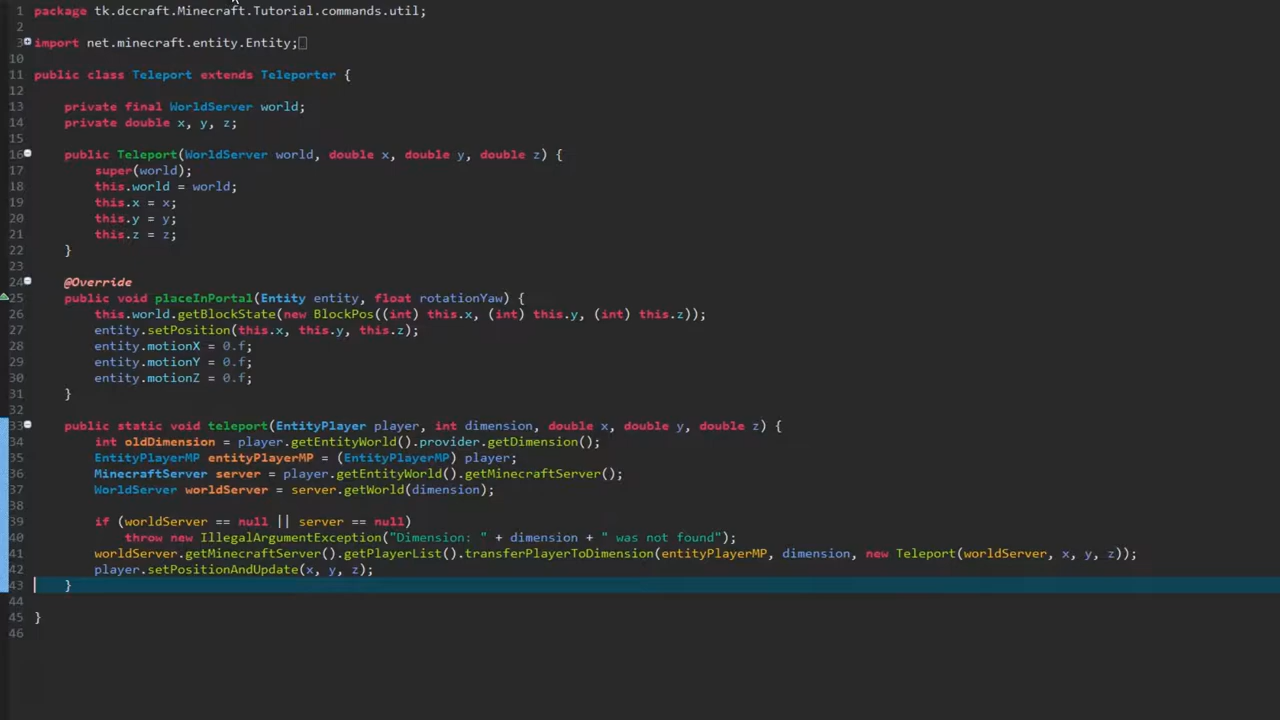 1 package tk.dccraft.Minecraft.Tutorial.commands.util;
2
3 import net.minecraft.entity.Entity;
10
11 public class Teleport extends Teleporter {
12
13 private final WorldServer world;
14 private double x, y, z;
15
16 public Teleport(WorldServer world, double x, double y, double z) {
17 super(world);
18 this.world = world;
19 this.x = x;
20 this.y = y;
21 this.z = z;
22 }
23
24 @Override
25 public void placeInPortal(Entity entity, float rotationYaw) {
26 this.world.getBlockState(new BlockPos((int) this.x, (int) this.y, (int) this.z));
27 entity.setPosition(this.x, this.y, this.z);
28 entity.motionX = 0.f;
29 entity.motionY = 0.f;
30 entity.motionZ = 0.f;
31 }
32
33 public static void teleport(EntityPlayer player, int dimension, double x, double y, double z) {
34 int oldDimension = player.getEntityWorld().provider.getDimension();
35 EntityPlayerMP entityPlayerMP = (EntityPlayerMP) player;
36 MinecraftServer server = player.getEntityWorld().getMinecraftServer();
37 WorldServer worldServer = server.getWorld(dimension);
38
39 if (worldServer == null || server == null)
40 throw new IllegalArgumentException("Dimension: " + dimension + " was not found");
41 worldServer.getMinecraftServer().getPlayerList().transferPlayerToDimension(entityPlayerMP, dimension, new Teleport(worldServer, x, y, z));
42 player.setPositionAndUpdate(x, y, z);
43 }
44
45 }
46